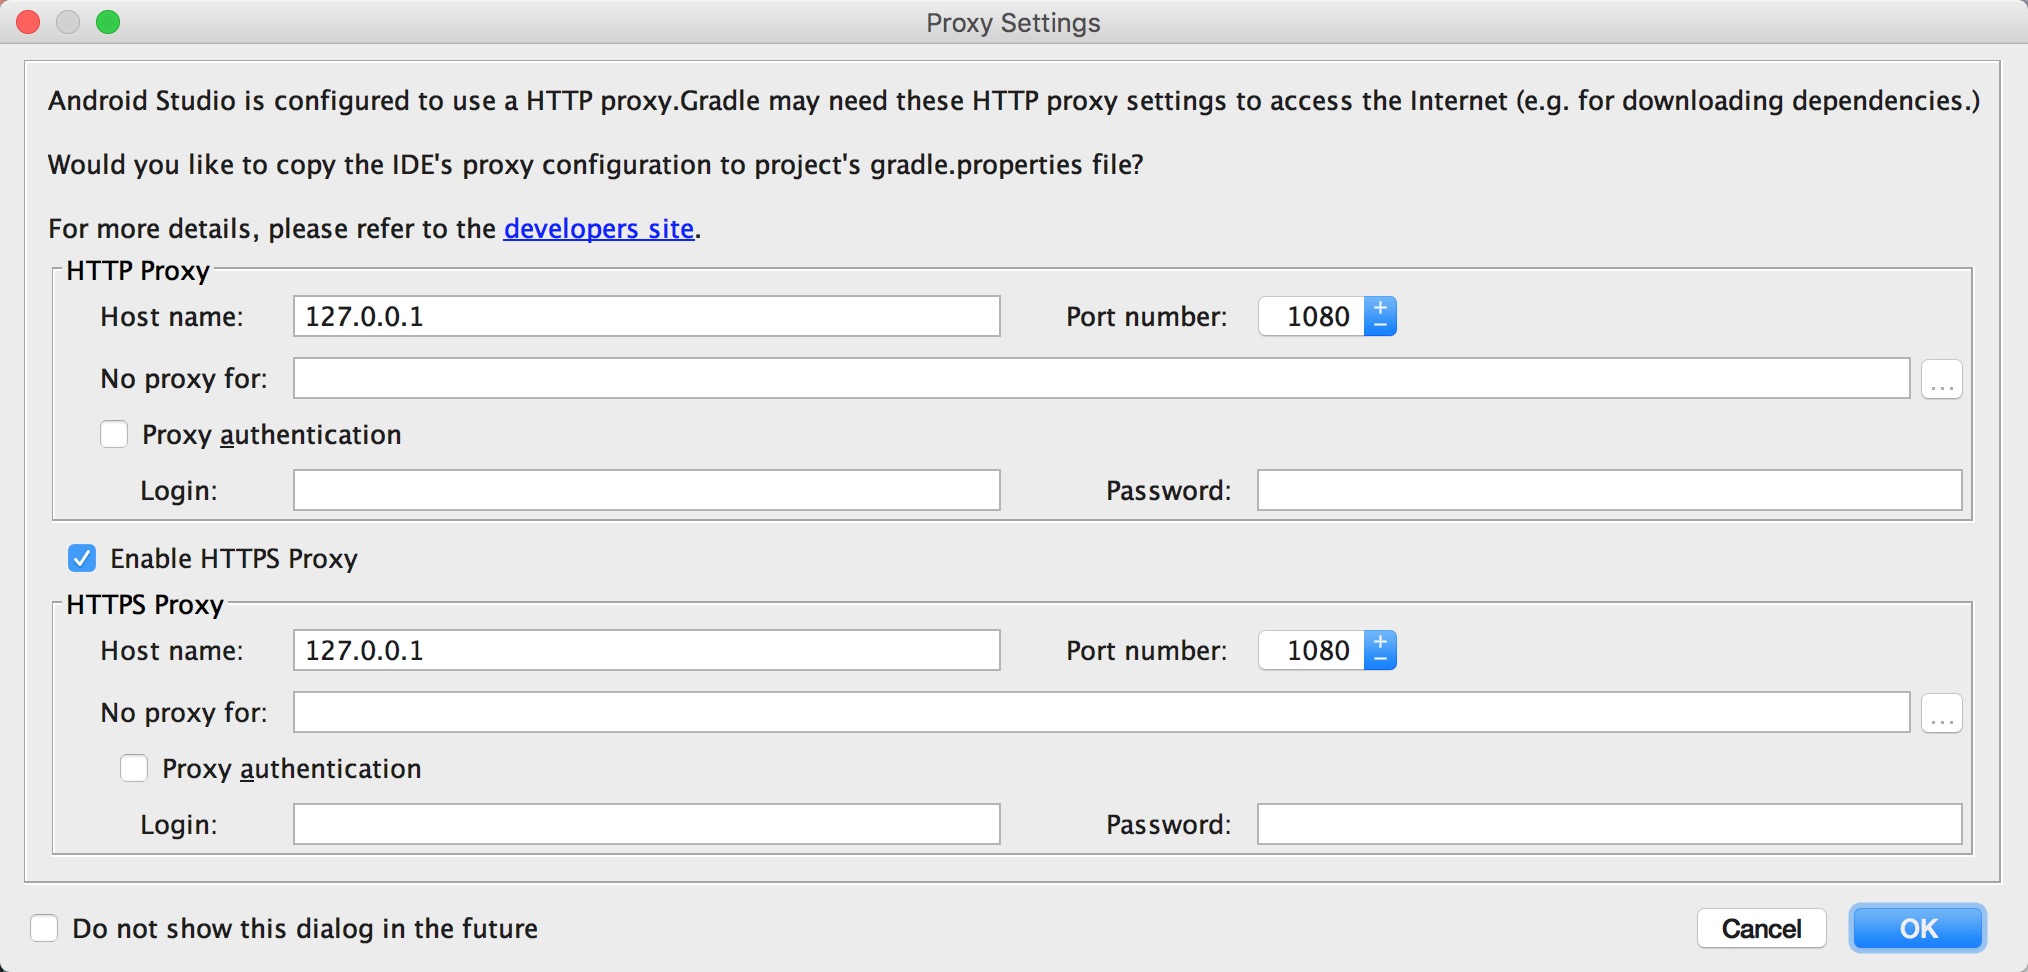 Proxy Settings
Android Studio is configured to use a HTTP proxy.Gradle may need these HTTP proxy settings to access the Internet (e.g. for downloading dependencies.)
Would you like to copy the IDE's proxy configuration to project's gradle.properties file?
For more details, please refer to the developers site.
HTTP Proxy
Host name: 127.0.0.1 Port number: 1080 + −
No proxy for: ...
Proxy authentication
Login: Password:
Enable HTTPS Proxy
HTTPS Proxy
Host name: 127.0.0.1 Port number: 1080 + −
No proxy for: ...
Proxy authentication
Login: Password:
Do not show this dialog in the future Cancel OK